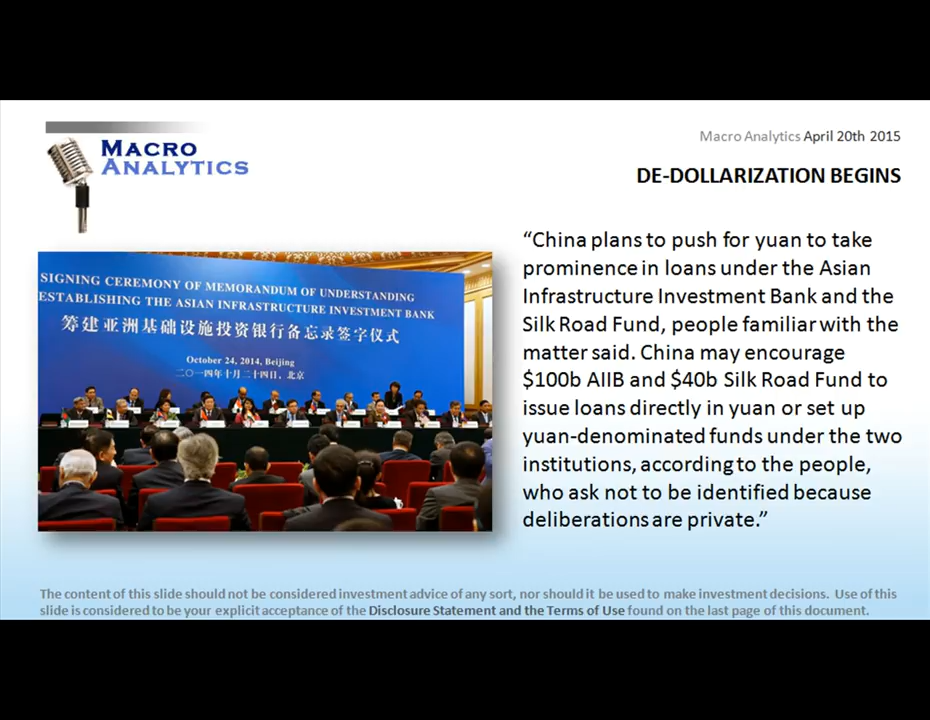 MACRO
ANALYTICS
Macro Analytics April 20th 2015
DE-DOLLARIZATION BEGINS
SIGNING CEREMONY OF MEMORANDUM OF UNDERSTANDING
ESTABLISHING THE ASIAN INFRASTRUCTURE INVESTMENT BANK
筹建亚洲基础设施投资银行备忘录签字仪式
October 24, 2014, Beijing
二〇一四年十月二十四日，北京
“China plans to push for yuan to take
prominence in loans under the Asian
Infrastructure Investment Bank and the
Silk Road Fund, people familiar with the
matter said. China may encourage
$100b AIIB and $40b Silk Road Fund to
issue loans directly in yuan or set up
yuan-denominated funds under the two
institutions, according to the people,
who ask not to be identified because
deliberations are private.”
The content of this slide should not be considered investment advice of any sort, nor should it be used to make investment decisions. Use of this
slide is considered to be your explicit acceptance of the Disclosure Statement and the Terms of Use found on the last page of this document.